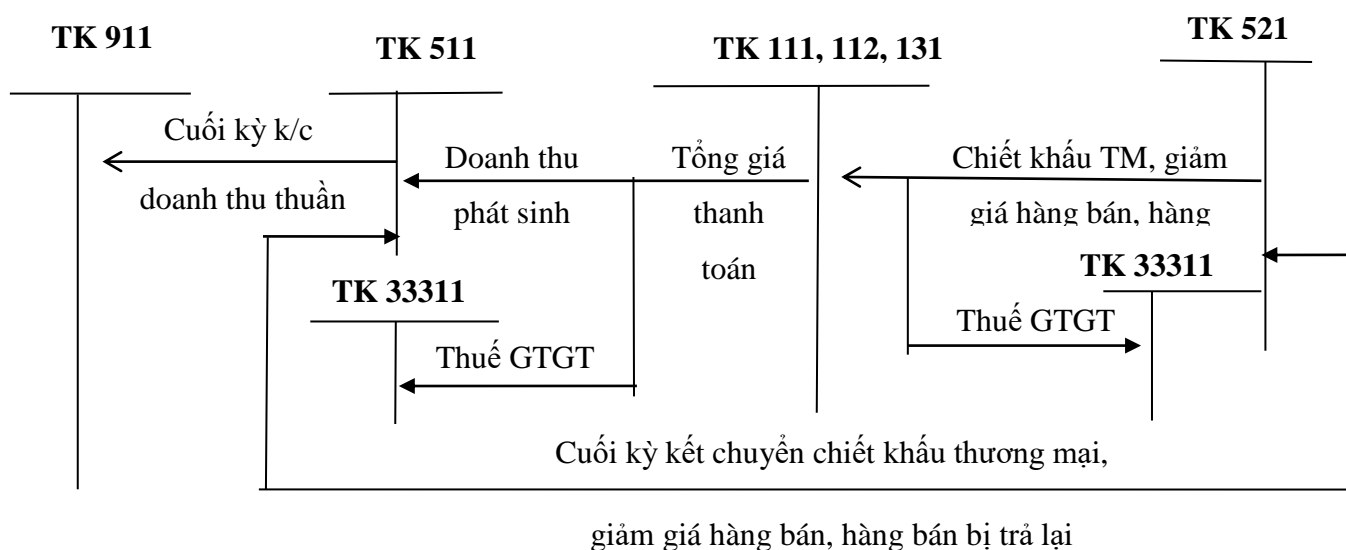 TK 911
TK 511
TK 111, 112, 131
TK 521
Cuối kỳ k/c
doanh thu thuần
Doanh thu
phát sinh
Tổng giá
thanh
toán
Chiết khấu TM, giảm
giá hàng bán, hàng
TK 33311
Thuế GTGT
TK 33311
Thuế GTGT
Cuối kỳ kết chuyển chiết khấu thương mại,
giảm giá hàng bán, hàng bán bị trả lại